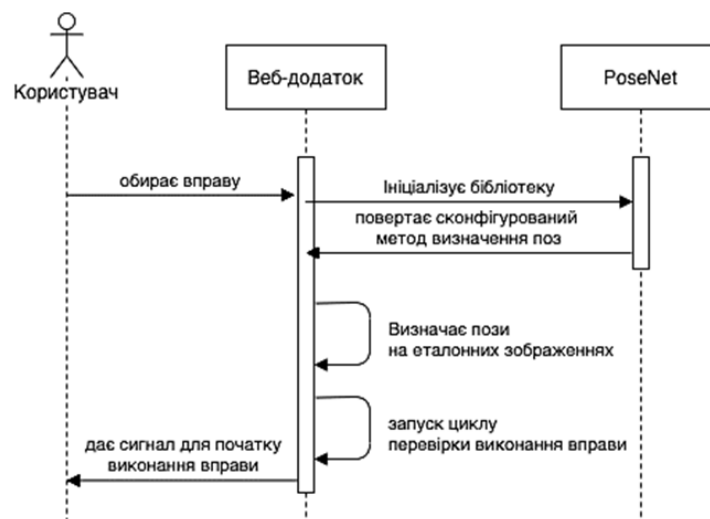 Користувач
Веб-додаток
PoseNet
обирає вправу
Ініціалізує бібліотеку
повертає сконфігурований
метод визначення поз
Визначає пози
на еталонних зображеннях
запуск циклу
перевірки виконання вправи
дає сигнал для початку
виконання вправи